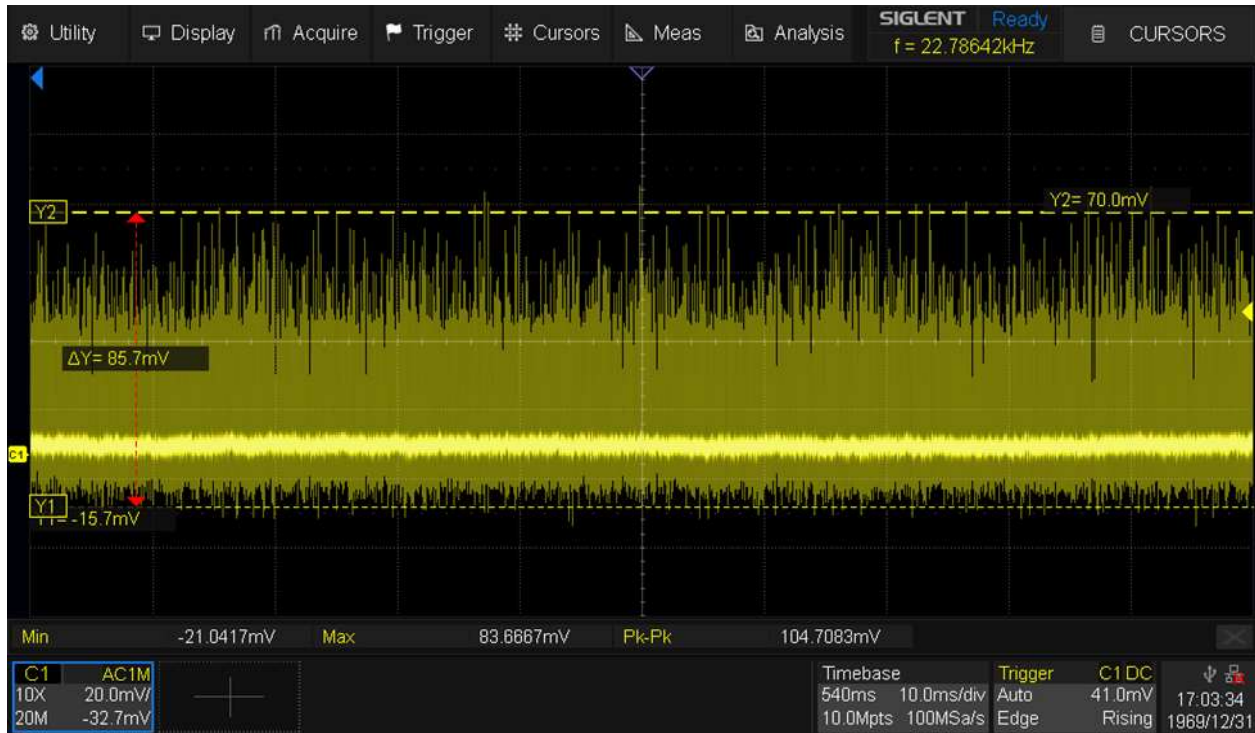 Utility Display Acquire Trigger Cursors Meas Analysis SIGLENT Ready CURSORS
f = 22.78642kHz
Y2 Y2= 70.0mV
ΔY= 85.7mV
C1
Y1
-15.7mV
Min -21.0417mV Max 83.6667mV Pk-Pk 104.7083mV
C1 AC1M Timebase Trigger C1 DC
10X 20.0mV/ 540ms 10.0ms/div Auto 41.0mV 17:03:34
20M -32.7mV 10.0Mpts 100MSa/s Edge Rising 1969/12/31